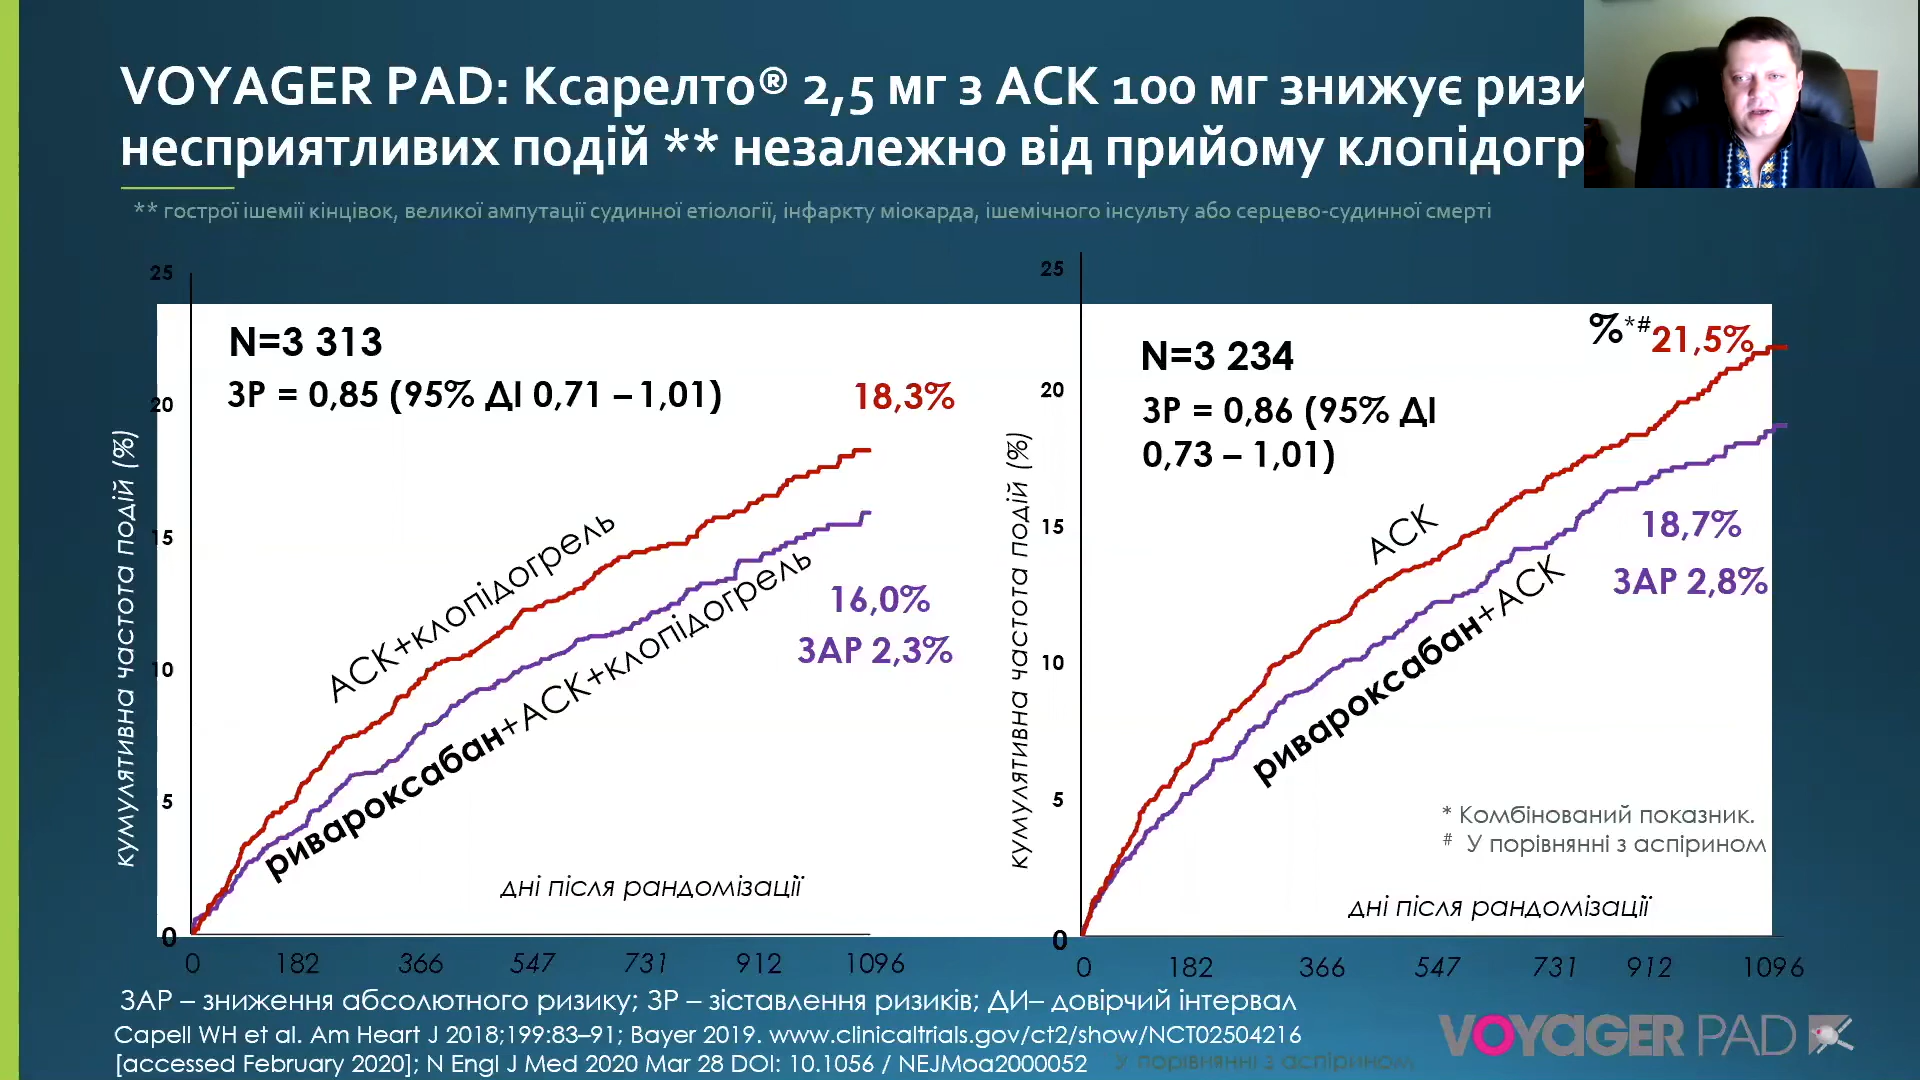 VOYAGER PAD: Ксарелто® 2,5 мг з АСК 100 мг знижує ризи
несприятливих подій ** незалежно від прийому клопідогр
** гострої ішемії кінцівок, великої ампутації судинної етіології, інфаркту міокарда, ішемічного інсульту або серцево-судинної смерті
25
20
15
10
5
0
кумулятивна частота подій (%)
N=3 313
ЗР = 0,85 (95% ДІ 0,71 – 1,01)
18,3%
АСК+клопідогрель
ривароксабан+АСК+клопідогрель
16,0%
ЗАР 2,3%
дні після рандомізації
0 182 366 547 731 912 1096
25
20
15
10
5
0
кумулятивна частота подій (%)
N=3 234
ЗР = 0,86 (95% ДІ
0,73 – 1,01)
%*# 21,5%
АСК
ривароксабан+АСК
18,7%
ЗАР 2,8%
* Комбінований показник.
# У порівнянні з аспірином
дні після рандомізації
0 182 366 547 731 912 1096
ЗАР – зниження абсолютного ризику; ЗР – зіставлення ризиків; ДИ– довірчий інтервал
Capell WH et al. Am Heart J 2018;199:83–91; Bayer 2019. www.clinicaltrials.gov/ct2/show/NCT02504216
[accessed February 2020]; N Engl J Med 2020 Mar 28 DOI: 10.1056 / NEJMoa2000052
У порівнянні з аспірином
VOYAGER PAD